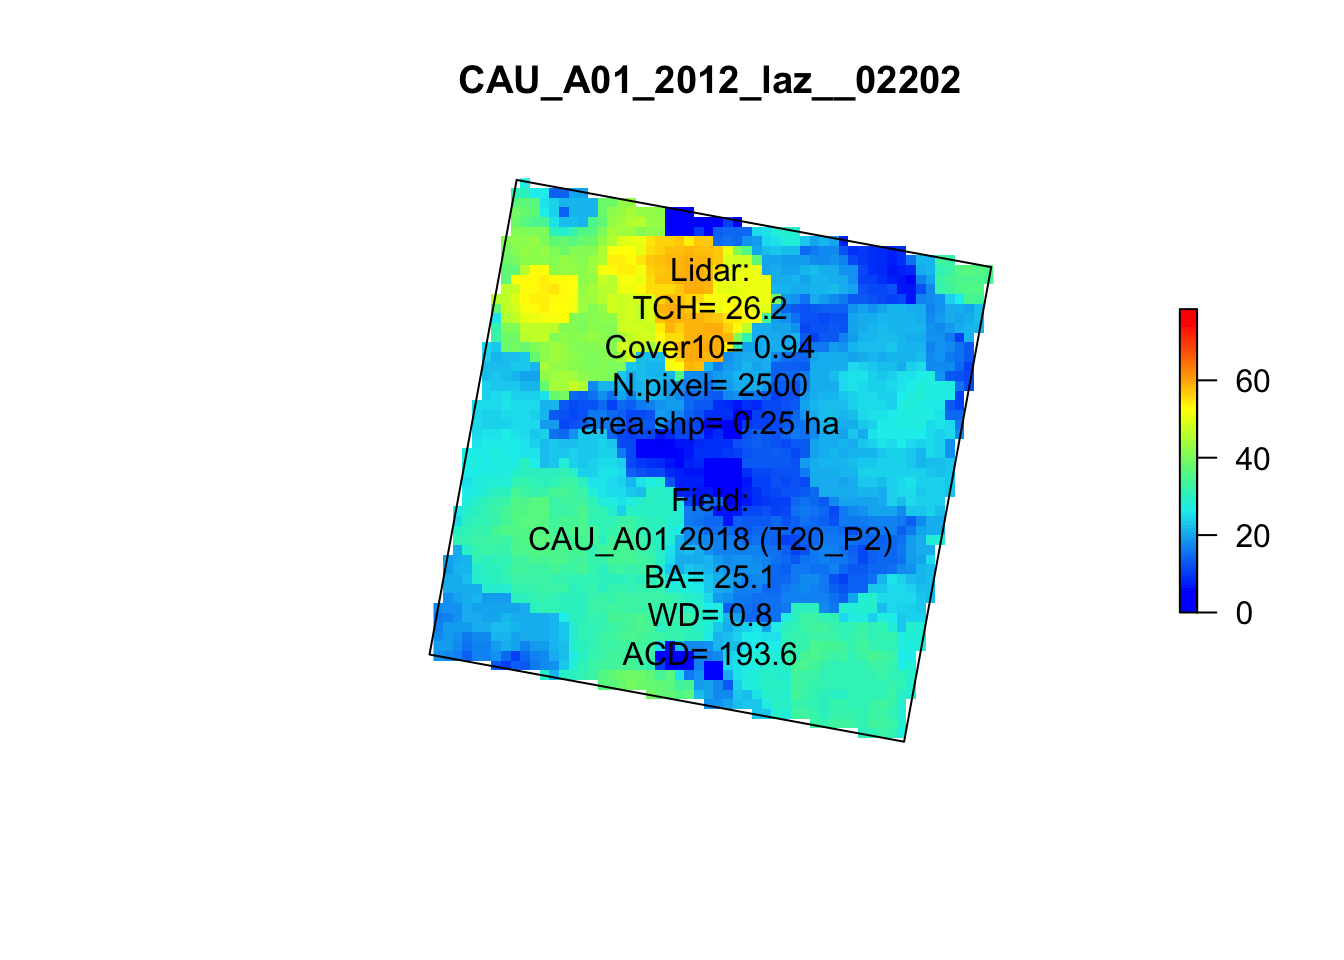 CAU_A01_2012_laz__02202
Lidar:
TCH= 26.2
Cover10= 0.94
N.pixel= 2500
area.shp= 0.25 ha
Field:
CAU_A01 2018 (T20_P2)
BA= 25.1
WD= 0.8
ACD= 193.6
60
40
20
0